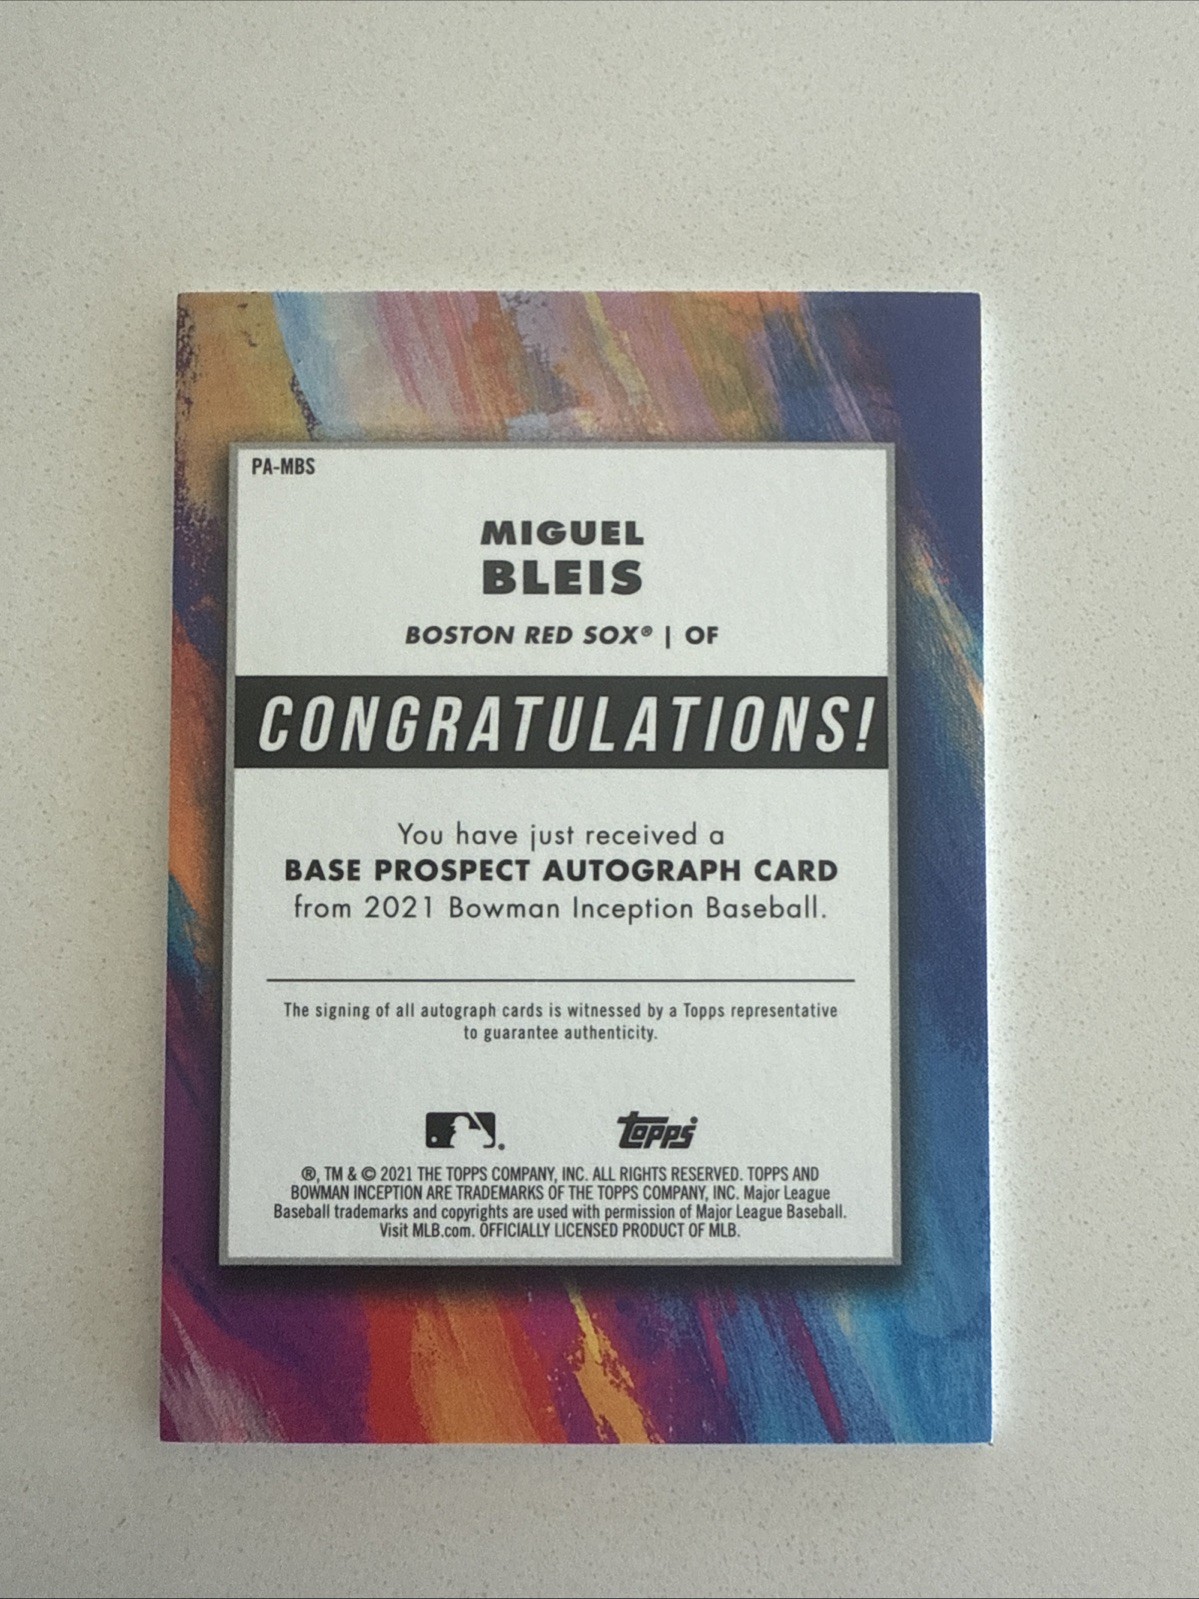 PA-MBS
MIGUEL
BLEIS
BOSTON RED SOX® | OF
CONGRATULATIONS!
You have just received a
BASE PROSPECT AUTOGRAPH CARD
from 2021 Bowman Inception Baseball.
The signing of all autograph cards is witnessed by a Topps representative
to guarantee authenticity.
topps
®, TM & © 2021 THE TOPPS COMPANY, INC. ALL RIGHTS RESERVED. TOPPS AND
BOWMAN INCEPTION ARE TRADEMARKS OF THE TOPPS COMPANY, INC. Major League
Baseball trademarks and copyrights are used with permission of Major League Baseball.
Visit MLB.com. OFFICIALLY LICENSED PRODUCT OF MLB.